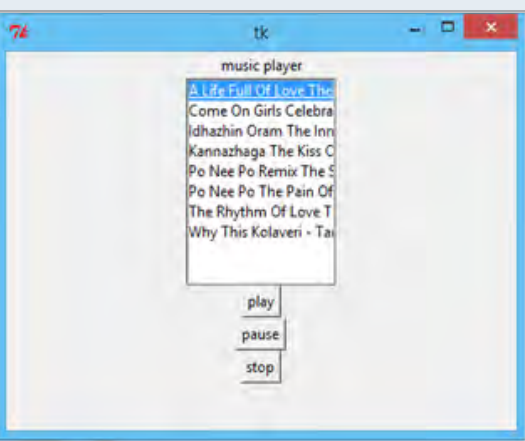 tk
music player
A Life Full Of Love The
Come On Girls Celebra
Idhazhin Oram The Inn
Kannazhaga The Kiss O
Po Nee Po Remix The S
Po Nee Po The Pain Of
The Rhythm Of Love T
Why This Kolaveri - Ta
play
pause
stop